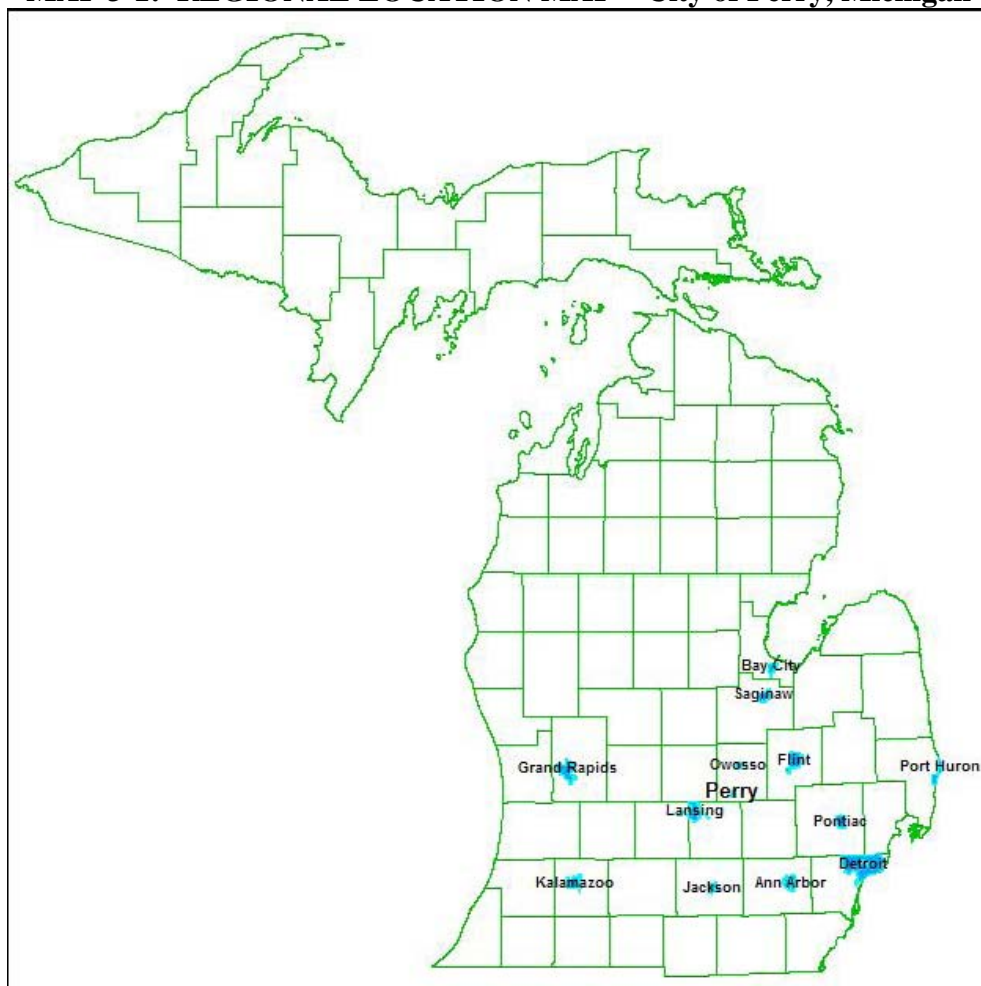 MAP 3-1: REGIONAL LOCATION MAP – City of Perry, Michigan
Bay City
Saginaw
Owosso
Flint
Grand Rapids
Port Huron
Perry
Lansing
Pontiac
Detroit
Kalamazoo
Jackson
Ann Arbor